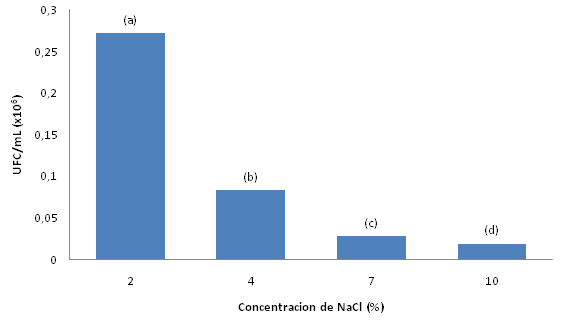 0,3
0,25
0,2
0,15
0,1
0,05
0
UFC/mL (x10⁶)
(a)
(b)
(c)
(d)
2 4 7 10
Concentracion de NaCl (%)